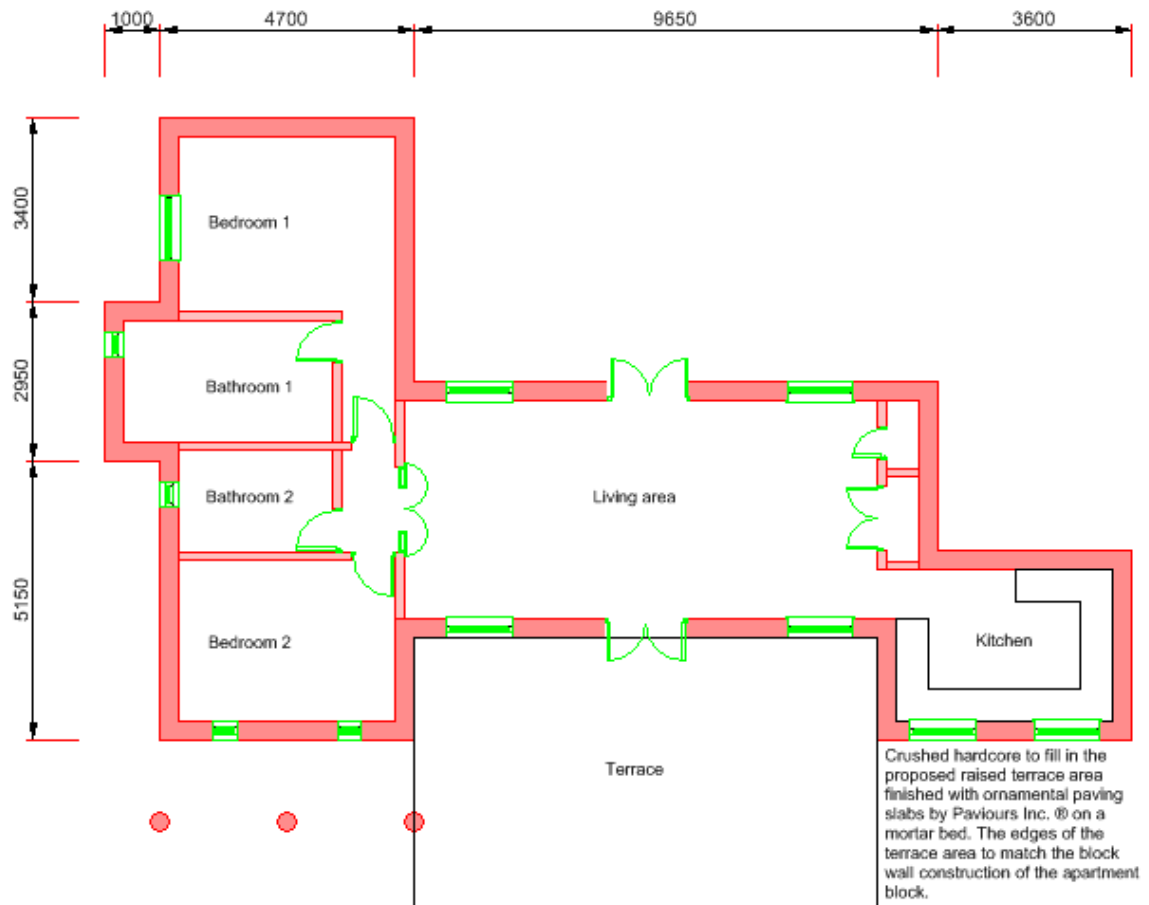 1000
4700
9650
3600
3400
Bedroom 1
2950
Bathroom 1
Bathroom 2
Living area
5150
Bedroom 2
Kitchen
Terrace
Crushed hardcore to fill in the
proposed raised terrace area
finished with ornamental paving
slabs by Paviours Inc. ® on a
mortar bed. The edges of the
terrace area to match the block
wall construction of the apartment
block.